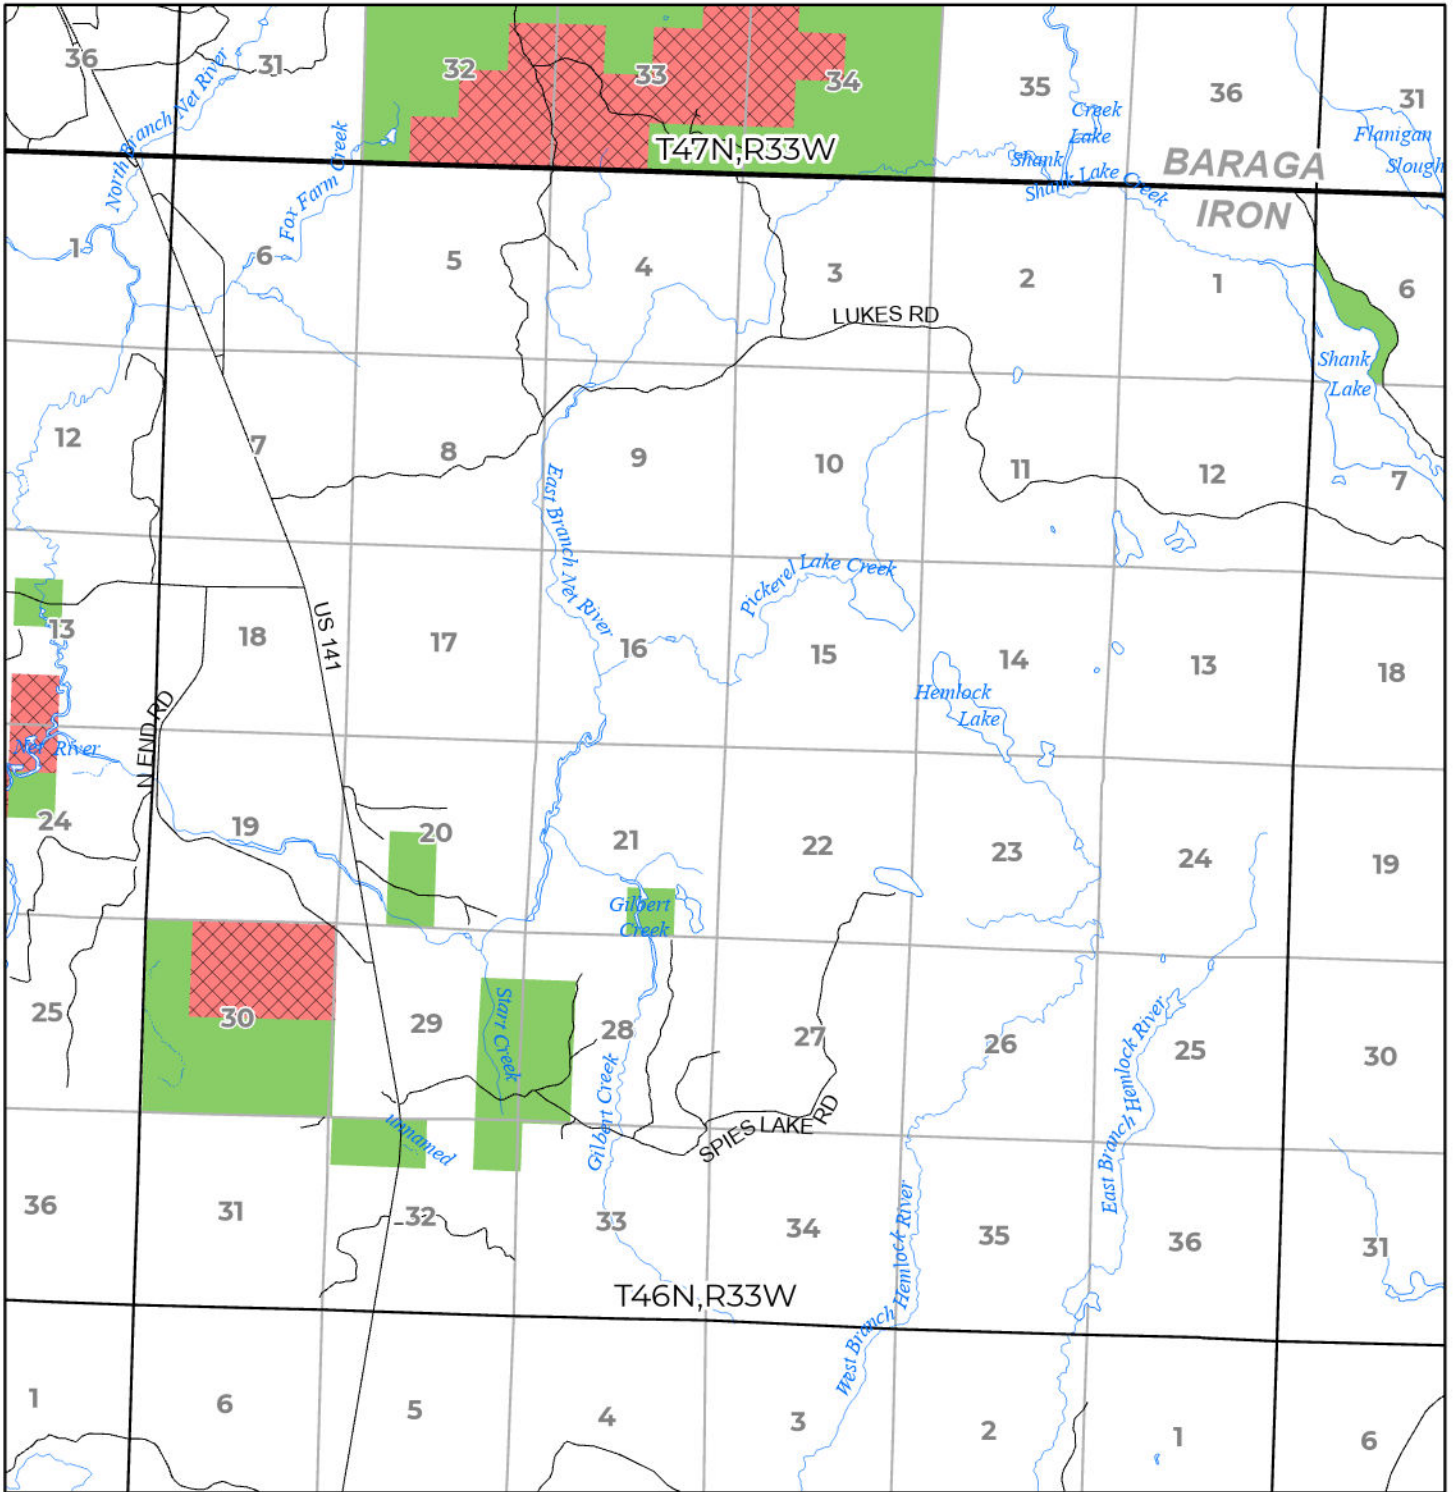 36
31
32
33
34
35
36
31
North Branch Net River
Fox Farm Creek
T47N,R33W
Creek
Lake
Shank
Shank Lake Creek
Flanigan
Slough
BARAGA
IRON
1
6
5
4
3
2
1
6
LUKES RD
Shank
Lake
12
7
8
9
10
11
12
7
East Branch Net River
Pickerel Lake Creek
13
18
US 141
17
16
15
14
13
18
Hemlock
Lake
N END RD
Net River
24
19
20
21
22
23
24
19
Gilbert
Creek
25
30
29
Start Creek
28
27
26
25
30
Gilbert Creek
East Branch Hemlock River
unnamed
SPIES LAKE RD
36
31
32
33
34
35
36
31
West Branch Hemlock River
T46N,R33W
1
6
5
4
3
2
1
6